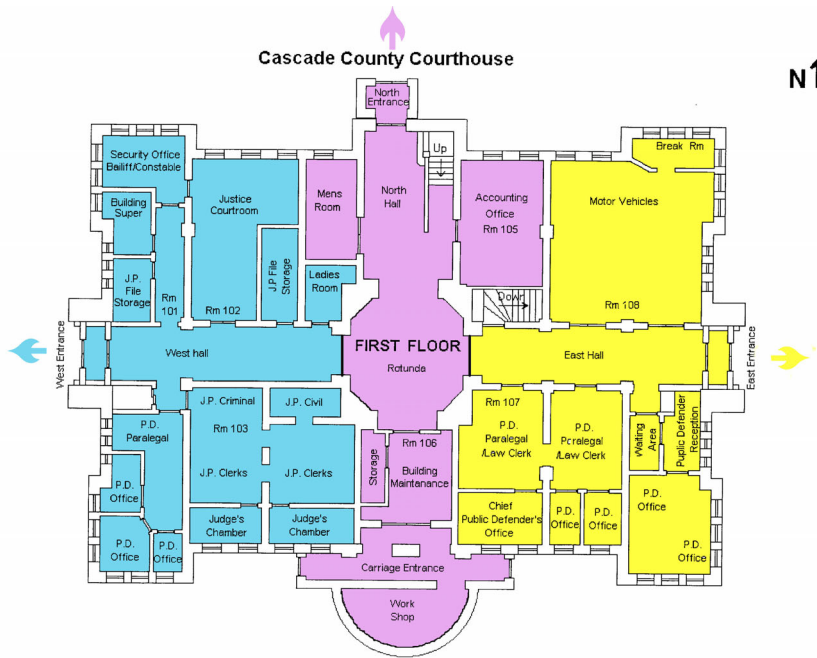 Cascade County Courthouse
N
North
Entrance
Security Office
Bailiff/Constable
Building
Super
J.P.
File
Storage
Rm
101
Justice
Courtroom
Rm 102
J.P File
Storage
Mens
Room
Ladies
Room
North
Hall
Up
Accounting
Office
Rm 105
Down
Break Rm
Motor Vehicles
Rm 108
West Entrance
West hall
FIRST FLOOR
Rotunda
East Hall
East Entrance
P.D.
Paralegal
P.D.
Office
P.D.
Office
P.D.
Office
J.P. Criminal
Rm 103
J.P. Clerks
J.P. Civil
J.P. Clerks
Judge's
Chamber
Judge's
Chamber
Storage
Rm 106
Building
Maintanance
Carriage Entrance
Work
Shop
Rm 107
P.D.
Paralegal
/Law Clerk
P.D.
Pcralegal
/Law Clerk
Chief
Public Defender's
Office
P.D.
Office
P.D.
Office
Waiting
Area
Puplic Defender
Reception
P.D.
Office
P.D.
Office